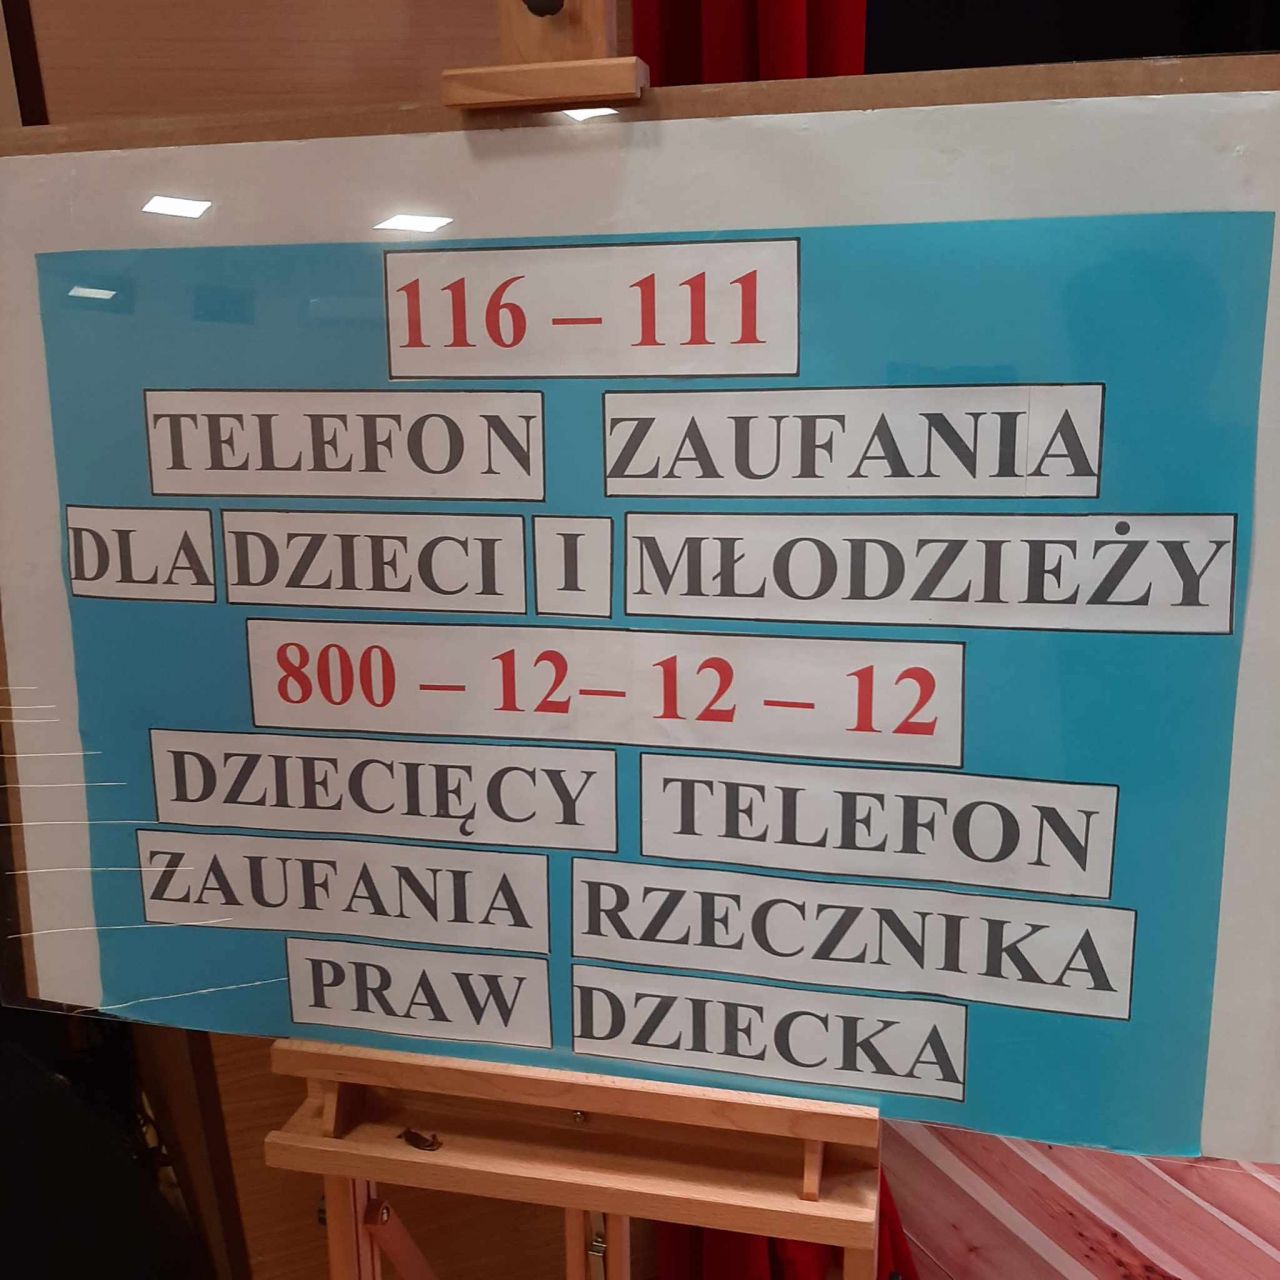 116 – 111
TELEFON ZAUFANIA
DLA DZIECI I MŁODZIEŻY
800 – 12 – 12 – 12
DZIECIĘCY TELEFON
ZAUFANIA RZECZNIKA
PRAW DZIECKA